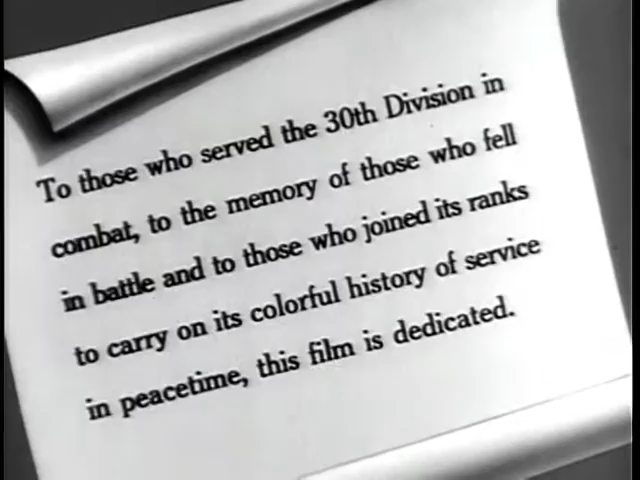 To those who served the 30th Division in
combat, to the memory of those who fell
in battle and to those who joined its ranks
to carry on its colorful history of service
in peacetime, this film is dedicated.